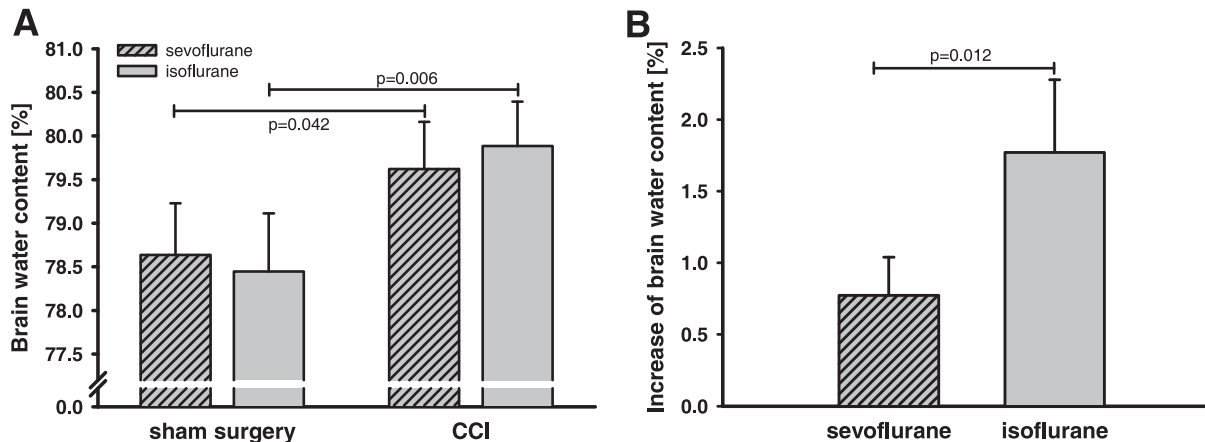 A
Brain water content [%]
81.0
80.5
80.0
79.5
79.0
78.5
78.0
77.5
0.0
sevoflurane
isoflurane
p=0.006
p=0.042
sham surgery
CCI
B
Increase of brain water content [%]
2.5
2.0
1.5
1.0
0.5
0.0
p=0.012
sevoflurane
isoflurane